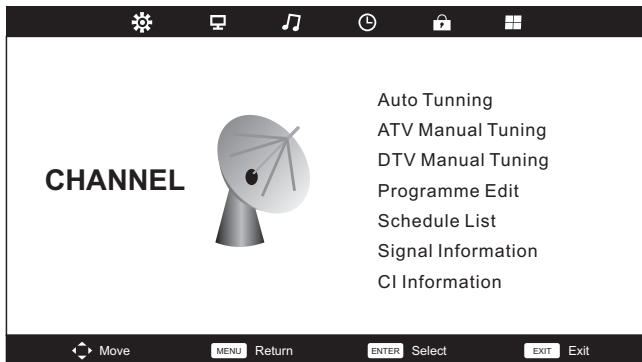 CHANNEL
Auto Tunning
ATV Manual Tuning
DTV Manual Tuning
Programme Edit
Schedule List
Signal Information
CI Information
Move MENU Return ENTER Select EXIT Exit